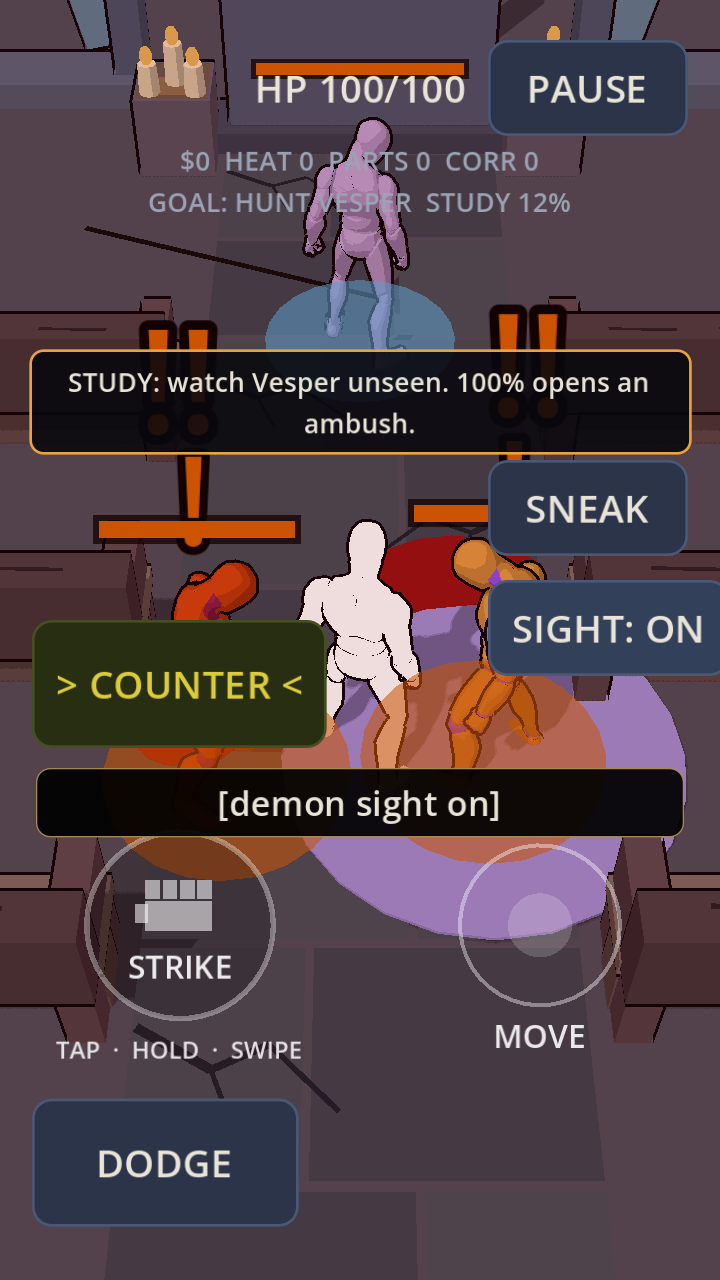 HP 100/100
PAUSE
$0 HEAT 0 PARTS 0 CORR 0
GOAL: HUNT VESPER STUDY 12%
STUDY: watch Vesper unseen. 100% opens an
ambush.
SNEAK
SIGHT: ON
> COUNTER <
[demon sight on]
STRIKE
MOVE
TAP · HOLD · SWIPE
DODGE